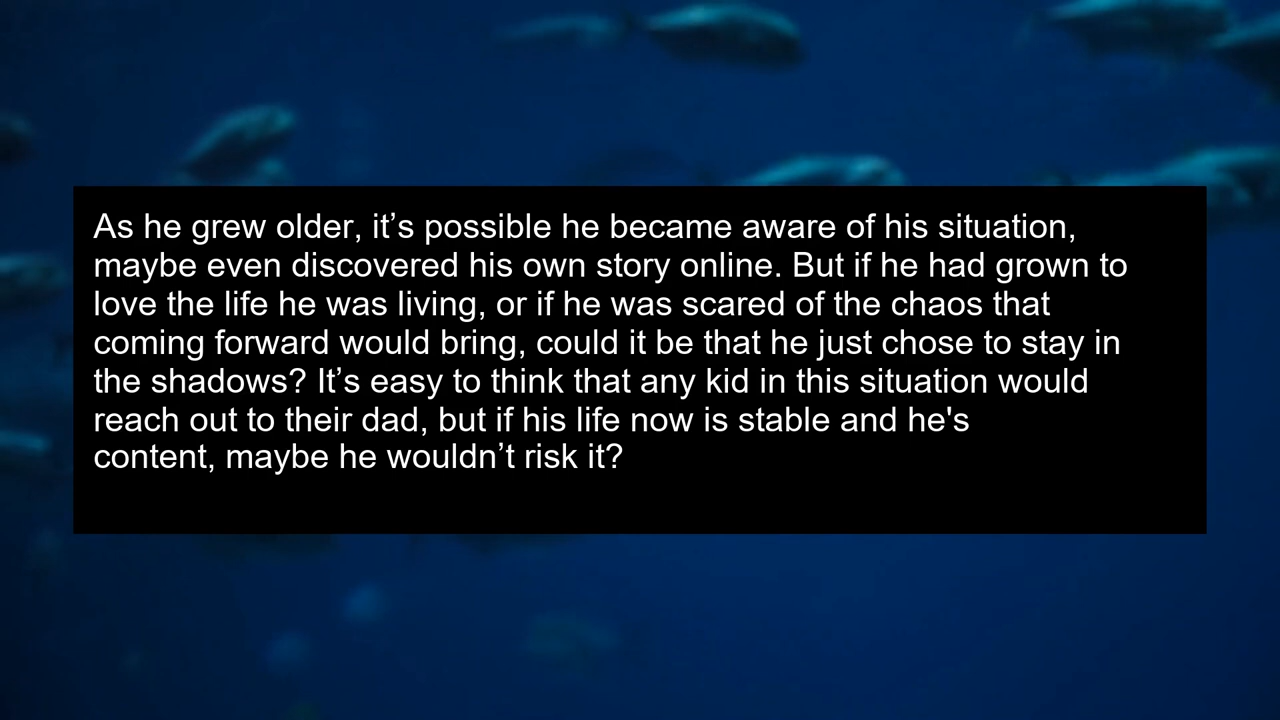 As he grew older, it’s possible he became aware of his situation,
maybe even discovered his own story online. But if he had grown to
love the life he was living, or if he was scared of the chaos that
coming forward would bring, could it be that he just chose to stay in
the shadows? It’s easy to think that any kid in this situation would
reach out to their dad, but if his life now is stable and he's
content, maybe he wouldn’t risk it?